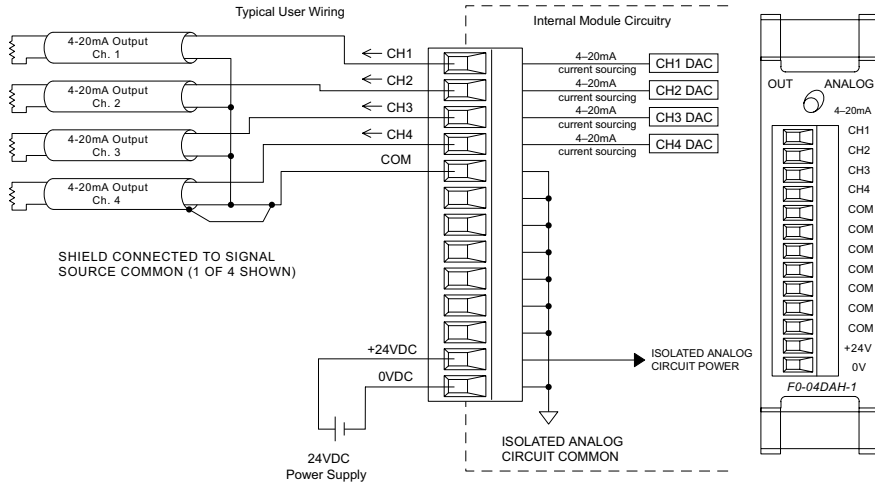 Typical User Wiring
Internal Module Circuitry
4-20mA Output
Ch. 1
4-20mA Output
Ch. 2
4-20mA Output
Ch. 3
4-20mA Output
Ch. 4
SHIELD CONNECTED TO SIGNAL
SOURCE COMMON (1 OF 4 SHOWN)
CH1
CH2
CH3
CH4
COM
+24VDC
0VDC
24VDC
Power Supply
4–20mA
current sourcing
CH1 DAC
4–20mA
current sourcing
CH2 DAC
4–20mA
current sourcing
CH3 DAC
4–20mA
current sourcing
CH4 DAC
ISOLATED ANALOG
CIRCUIT POWER
ISOLATED ANALOG
CIRCUIT COMMON
OUT ANALOG
4–20mA
CH1
CH2
CH3
CH4
COM
COM
COM
COM
COM
COM
COM
+24V
0V
F0-04DAH-1